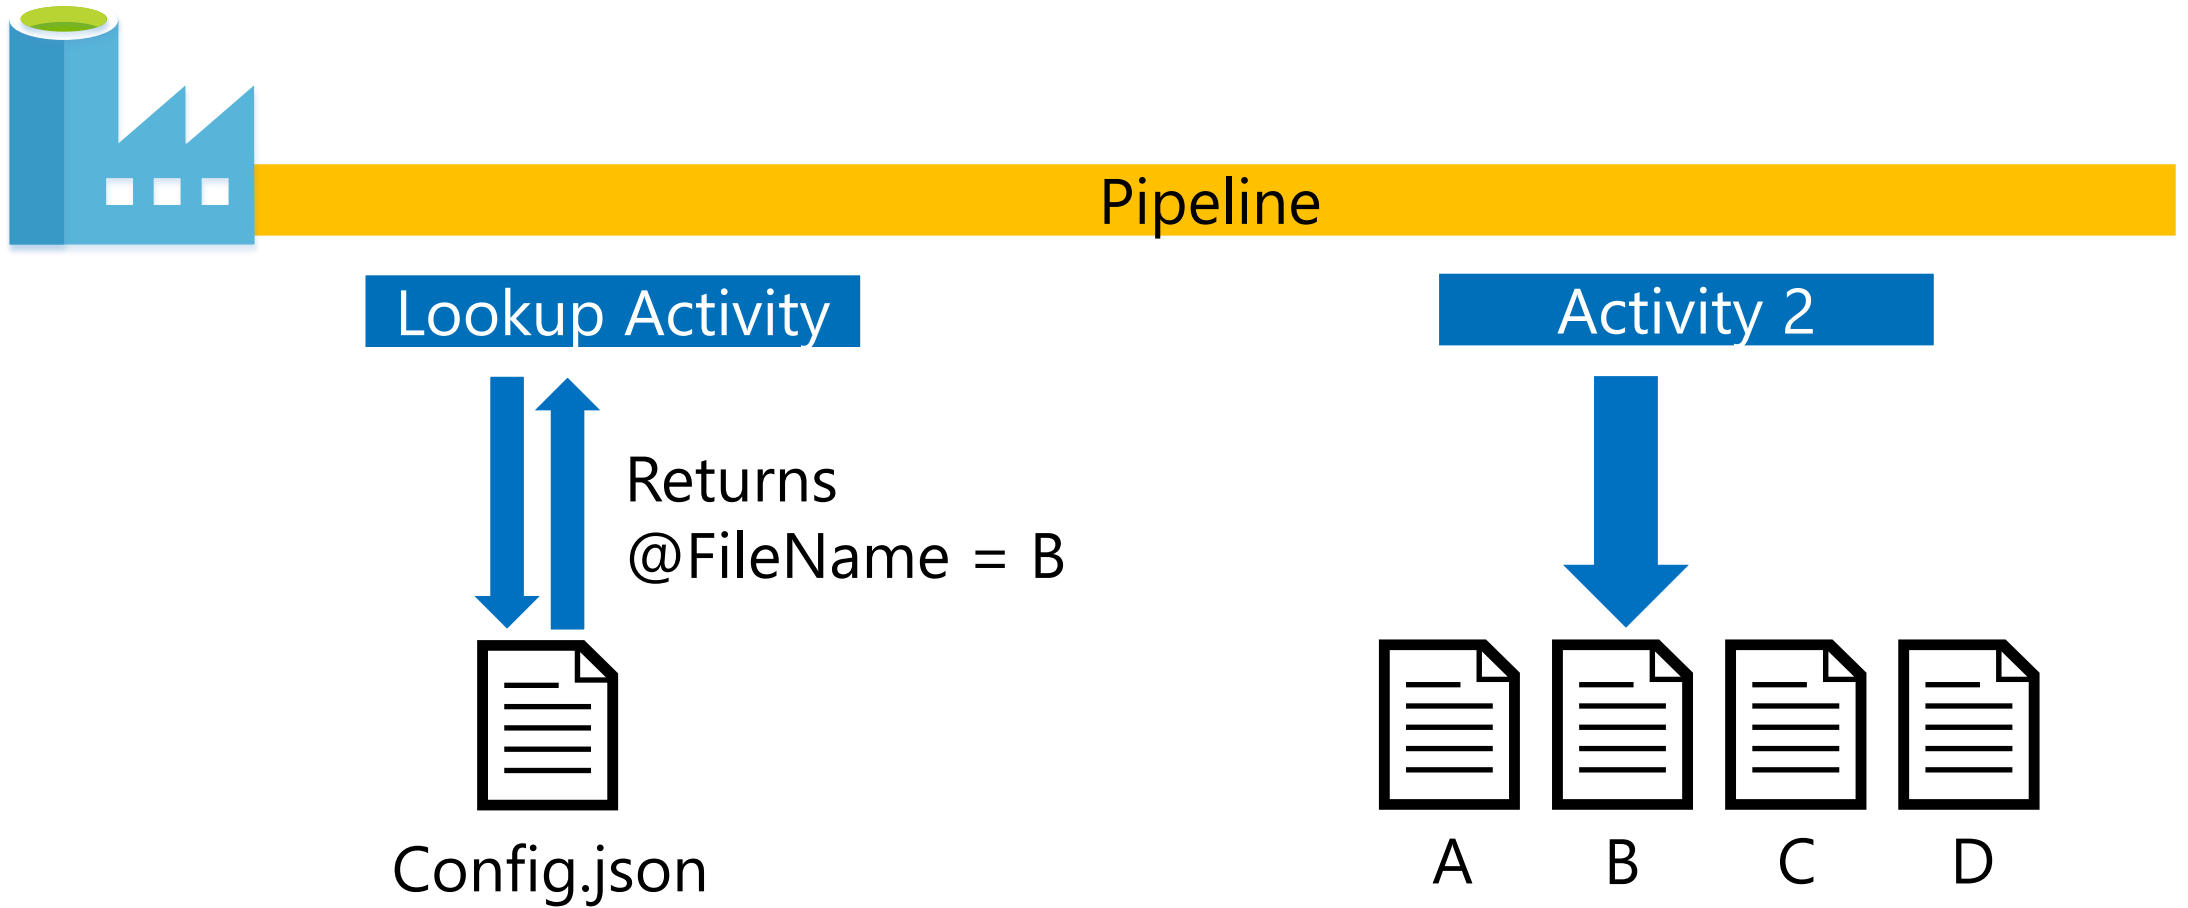 Pipeline
Lookup Activity
Activity 2
Returns
@FileName = B
Config.json
A
B
C
D